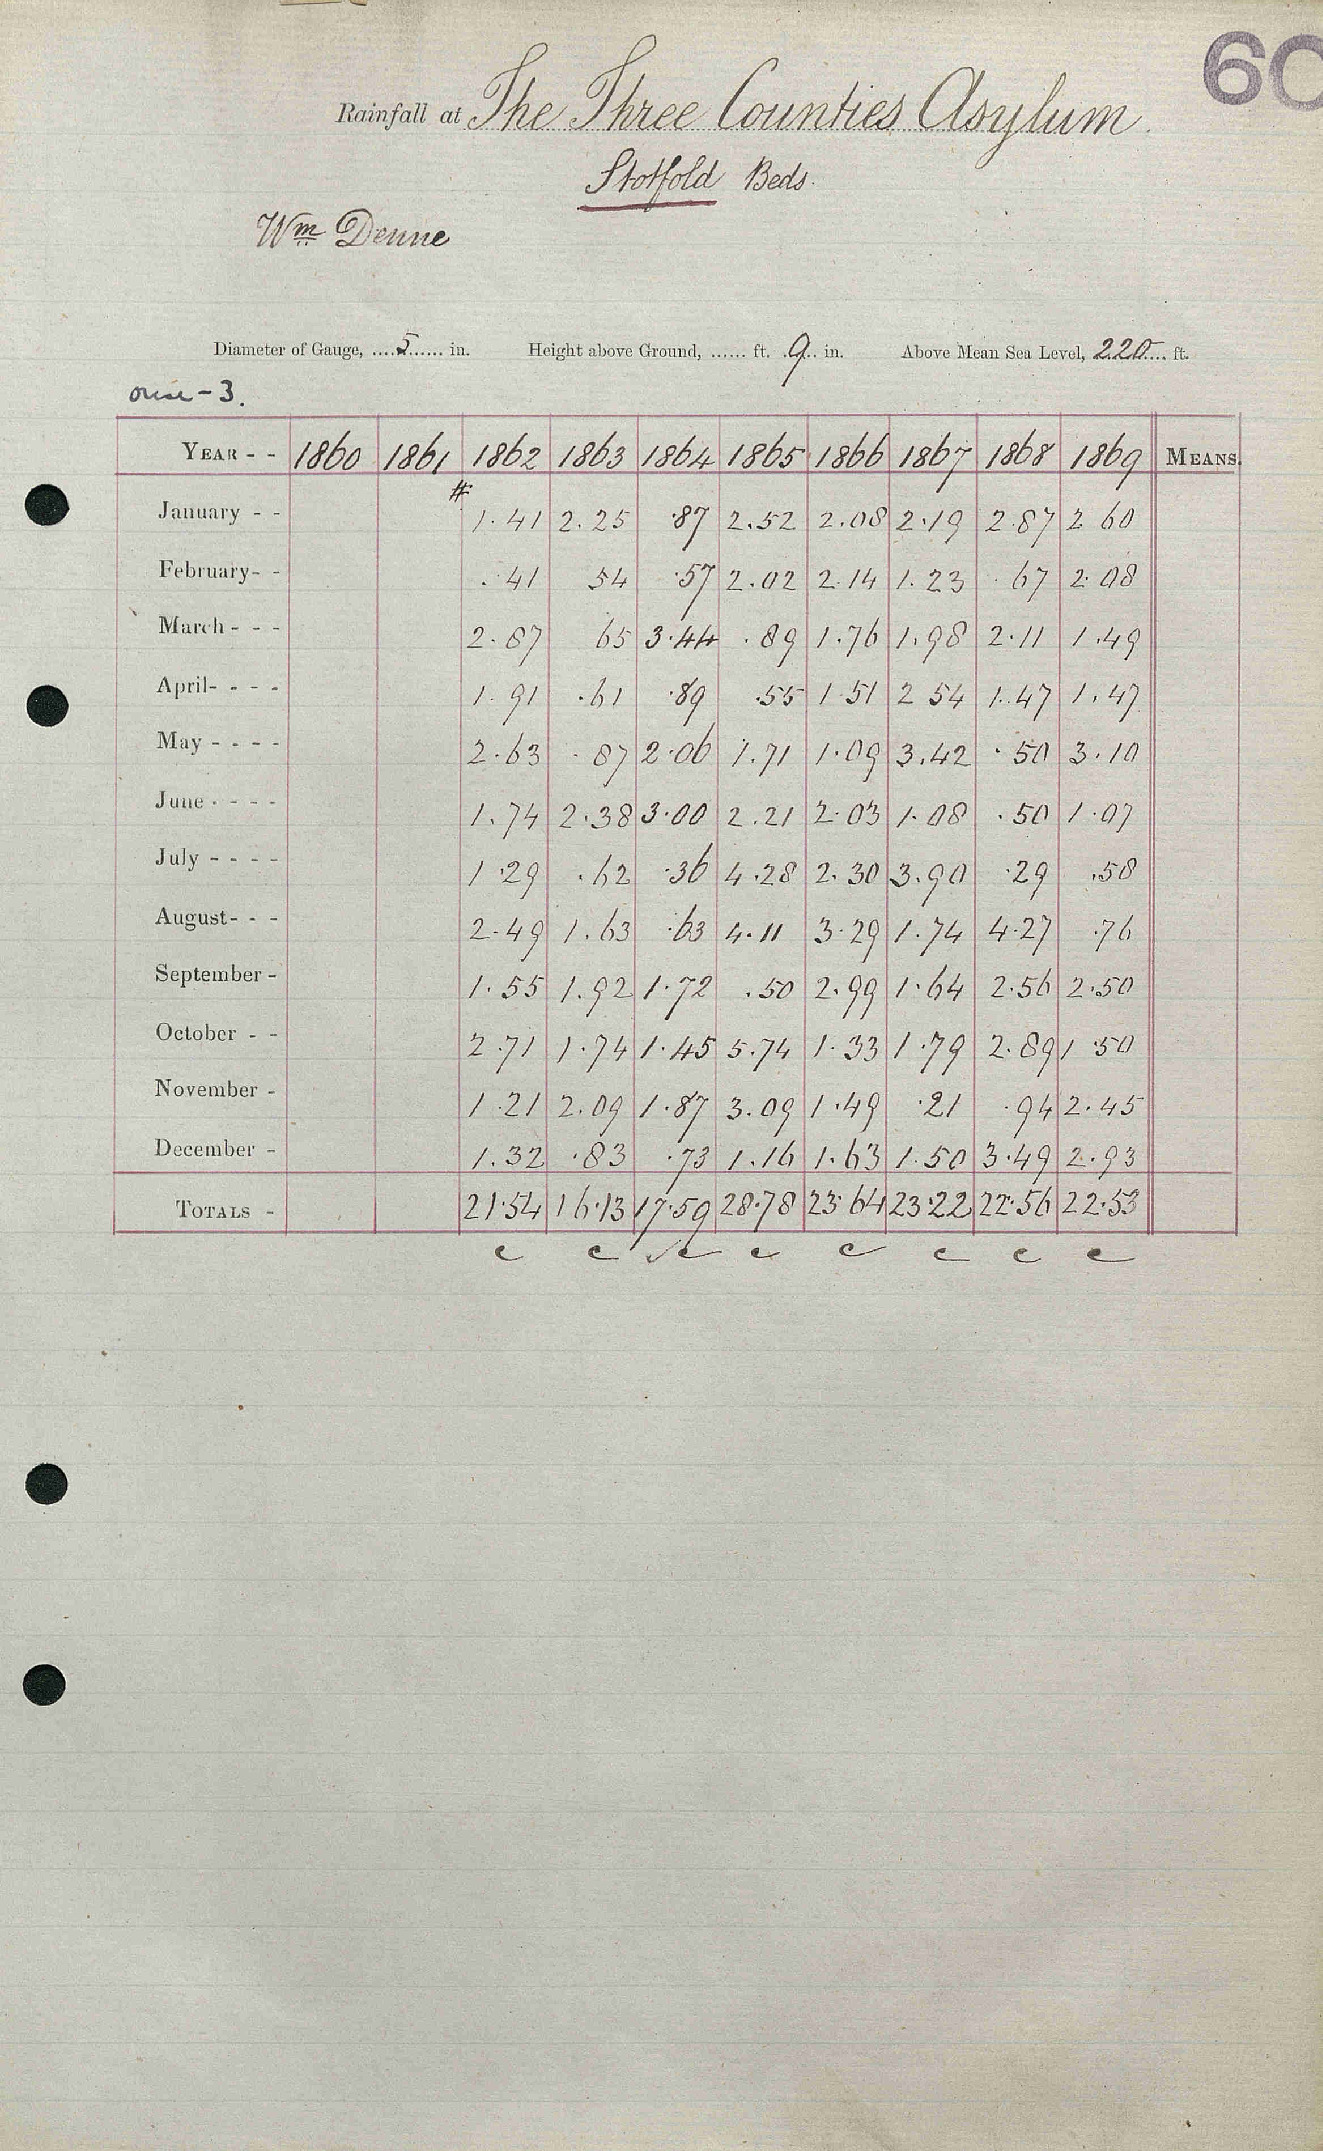 60
Rainfall at The Three Counties Asylum.
Stotfold Beds.
Wm Denne
Diameter of Gauge, ....5...... in. Height above Ground, ...... ft. .9.. in. Above Mean Sea Level, 220... ft.
ouse - 3.
YEAR - - 1860 1861 1862 1863 1864 1865 1866 1867 1868 1869 MEANS.
#
January - - 1.41 2.25 .87 2.52 2.08 2.19 2.87 2 60
February- - .41 54 .57 2.02 2.14 1.23 .67 2.08
March - - - 2.87 65 3.44 .89 1.76 1.98 2.11 1.49
April- - - - 1.91 .61 .89 .55 1.51 2 54 1.47 1.47
May - - - - 2.63 .87 2.06 1.71 1.09 3.42 .50 3.10
June - - - - 1.74 2.38 3.00 2.21 2.03 1.08 .50 1.07
July - - - - 1.29 .62 .36 4.28 2.30 3.90 .29 .58
August- - - 2.49 1.63 .63 4.11 3.29 1.74 4.27 .76
September - 1.55 1.92 1.72 .50 2.99 1.64 2.56 2.50
October - - 2.71 1.74 1.45 5.74 1.33 1.79 2.89 1.50
November - 1.21 2.09 1.87 3.09 1.49 .21 .94 2.45
December - 1.32 .83 .73 1.16 1.63 1.50 3.49 2.93
TOTALS - 21.54 16.13 17.59 28.78 23.64 23.22 22.56 22.53
c c c c c c c c